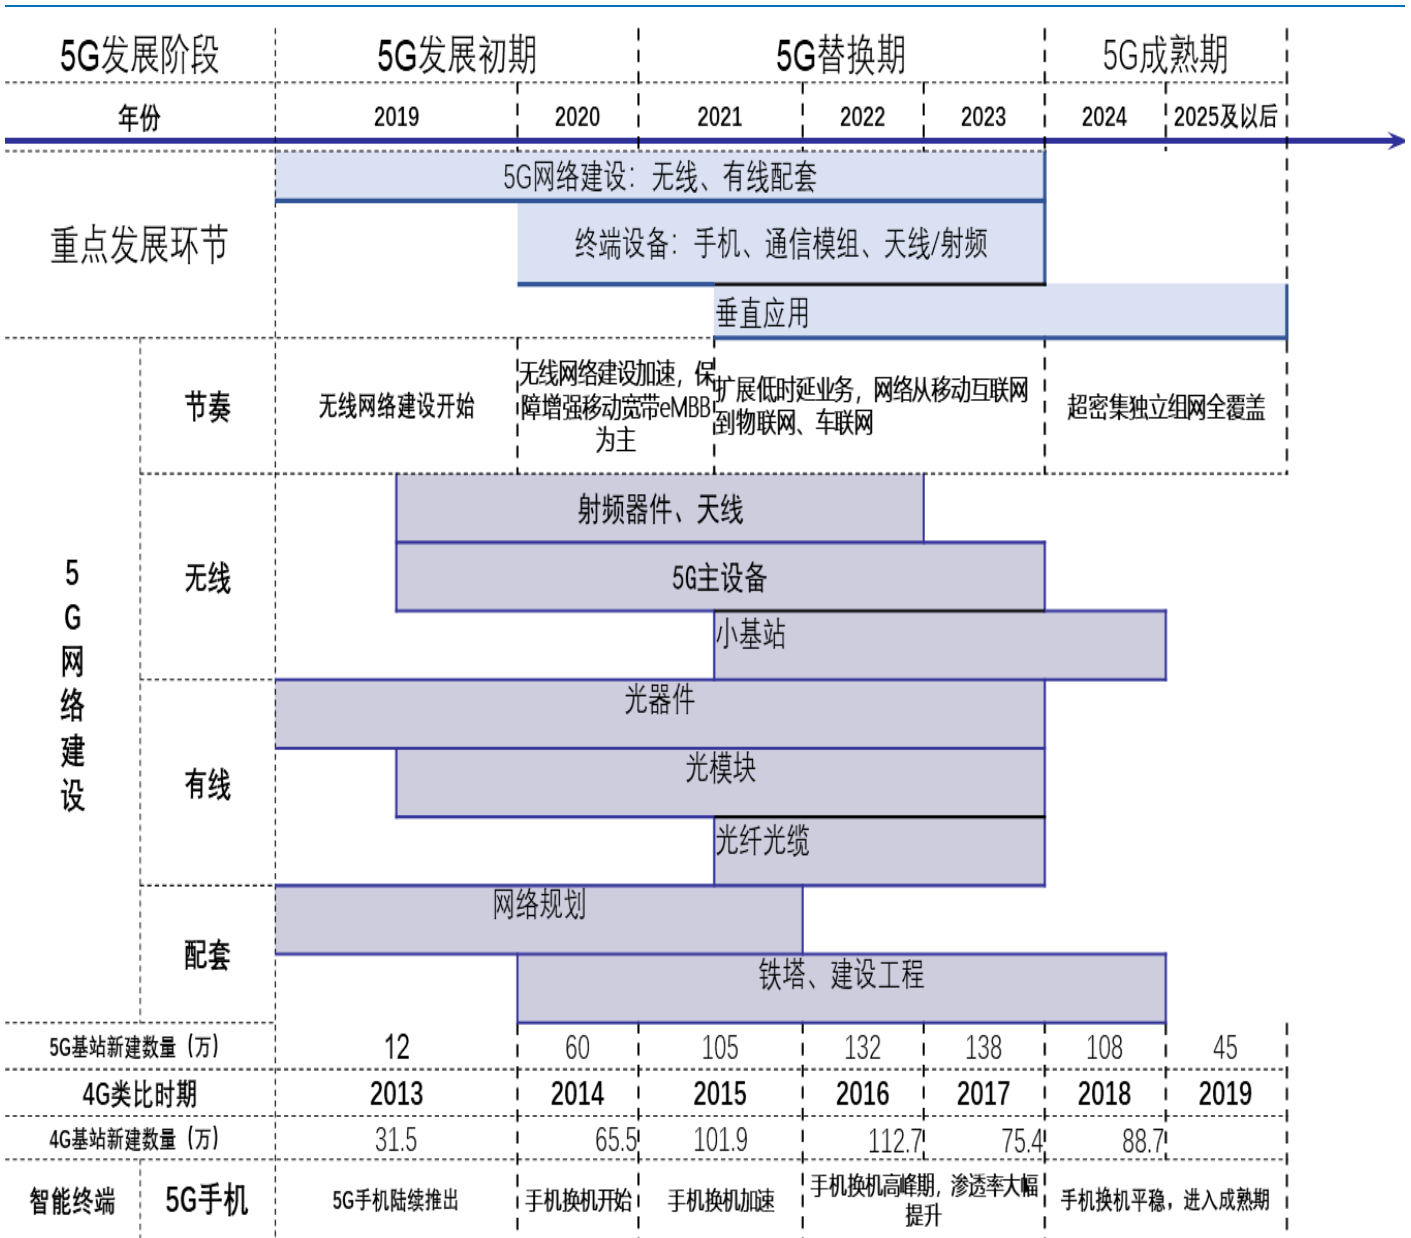 5G发展阶段 5G发展初期 5G替换期 5G成熟期
年份 2019 2020 2021 2022 2023 2024 2025及以后
5G网络建设：无线、有线配套
重点发展环节
终端设备：手机、通信模组、天线/射频
垂直应用
5G网络建设
节奏
无线网络建设开始
无线网络建设加速，保
障增强移动宽带eMBB
为主
扩展低时延业务，网络从移动互联网
到物联网、车联网
超密集独立组网全覆盖
无线
射频器件、天线
5G主设备
小基站
有线
光器件
光模块
光纤光缆
配套
网络规划
铁塔、建设工程
5G基站新建数量（万） 12 60 105 132 138 108 45
4G类比时期 2013 2014 2015 2016 2017 2018 2019
4G基站新建数量（万） 31.5 65.5 101.9 112.7 75.4 88.7
智能终端 5G手机
5G手机陆续推出
手机换机开始
手机换机加速
手机换机高峰期，渗透率大幅
提升
手机换机平稳，进入成熟期